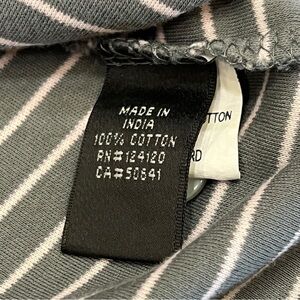 MADE IN
INDIA
100% COTTON
RN#124120
CA#50841
OTTON
RD